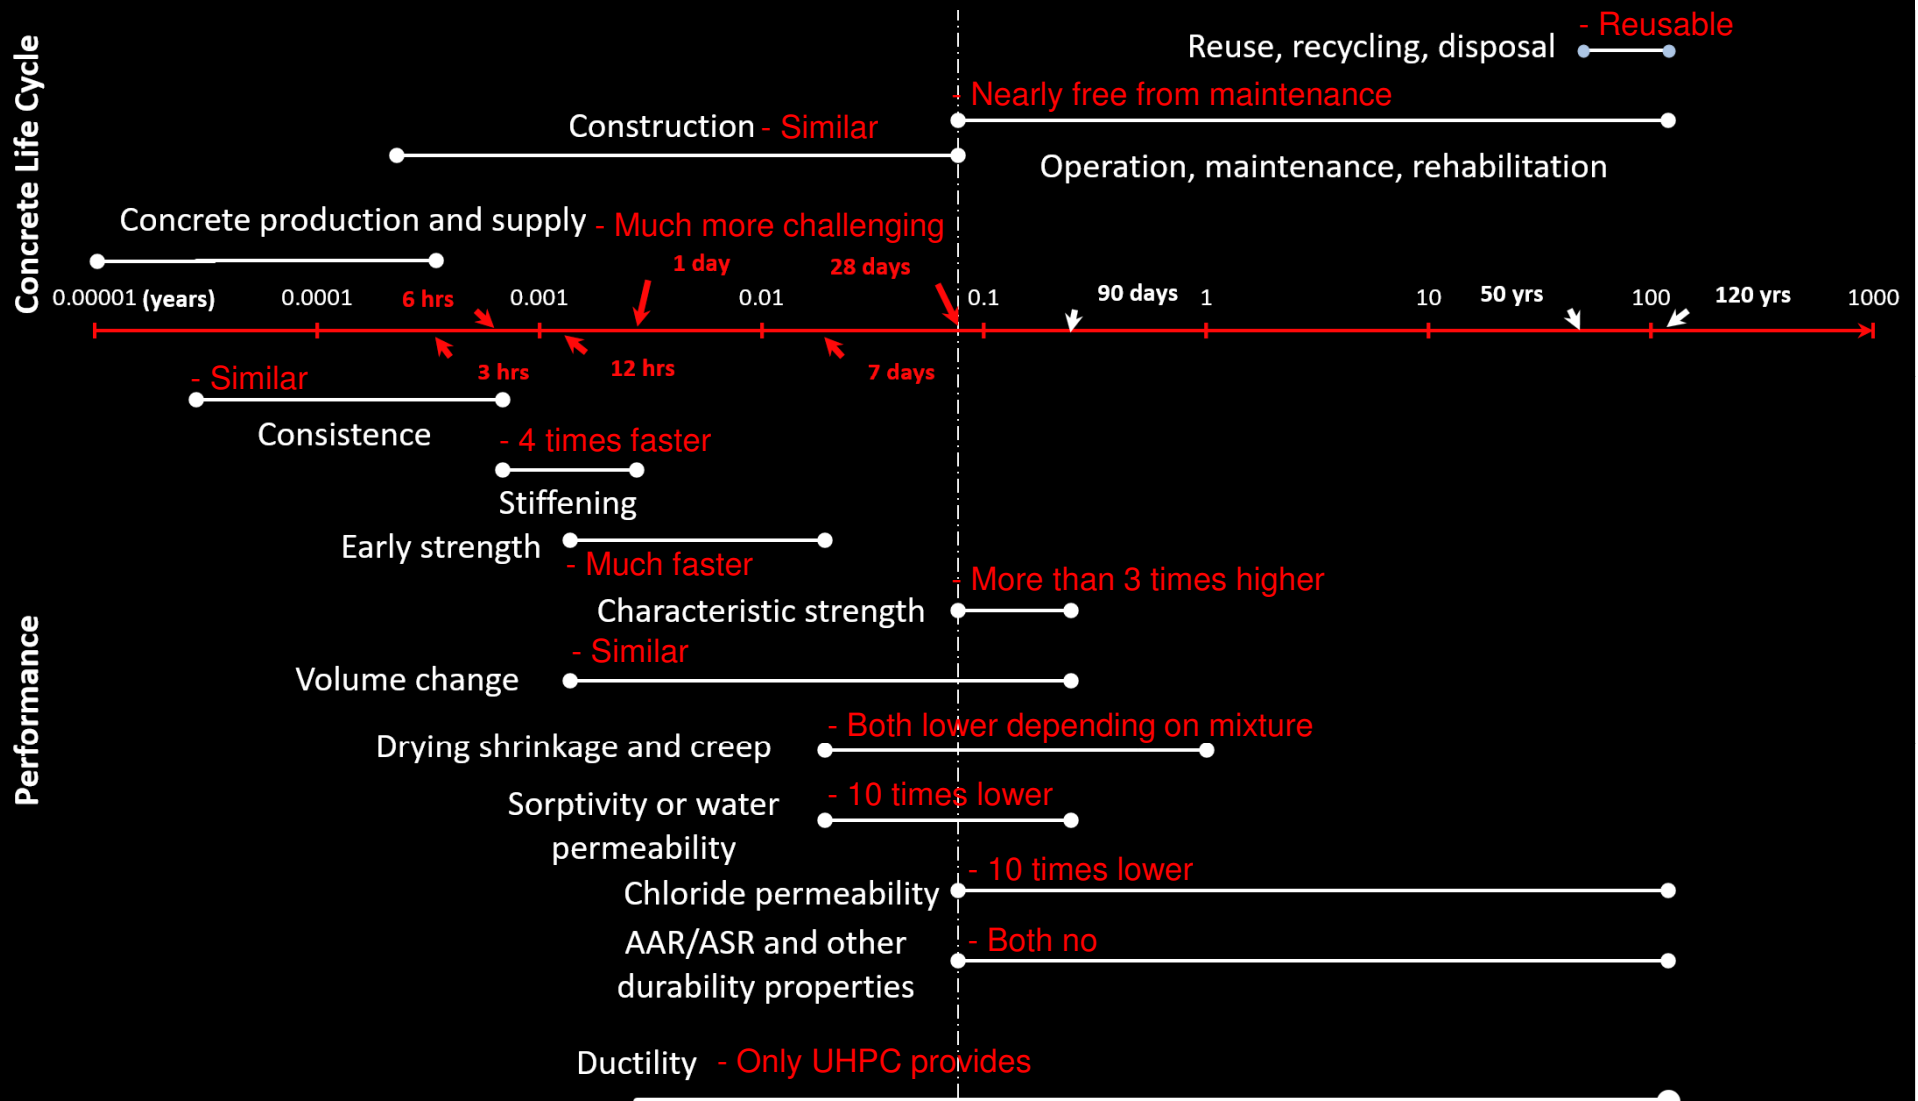 - Reusable
Reuse, recycling, disposal
Concrete Life Cycle
- Nearly free from maintenance
Construction - Similar
Operation, maintenance, rehabilitation
Concrete production and supply - Much more challenging
1 day
28 days
0.00001 (years)
0.0001
6 hrs
0.001
0.01
0.1
90 days
1
10
50 yrs
100
120 yrs
1000
3 hrs
12 hrs
7 days
- Similar
Consistence
- 4 times faster
Stiffening
Early strength
- Much faster
- More than 3 times higher
Characteristic strength
Performance
- Similar
Volume change
- Both lower depending on mixture
Drying shrinkage and creep
- 10 times lower
Sorptivity or water
permeability
- 10 times lower
Chloride permeability
- Both no
AAR/ASR and other
durability properties
Ductility - Only UHPC provides